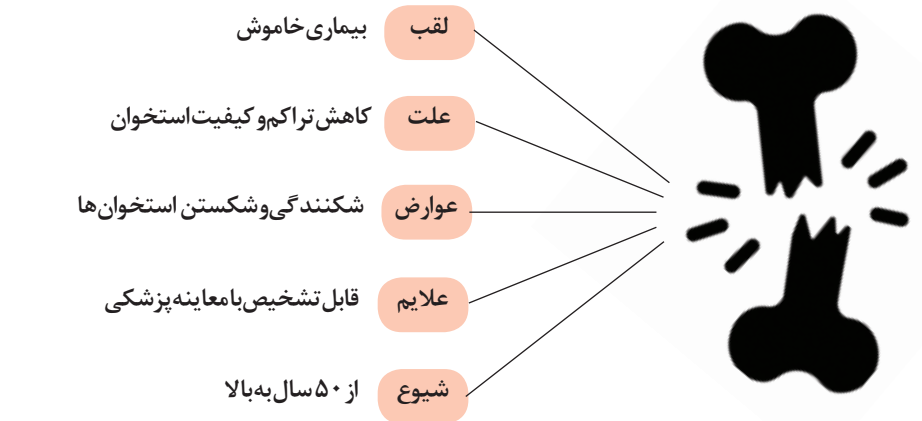 لقب بیماری خاموش
علت کاهش تراکم و کیفیت استخوان
عوارض شکنندگی و شکستن استخوان‌ها
علایم قابل تشخیص با معاینه پزشکی
شیوع از ۵۰ سال به بالا